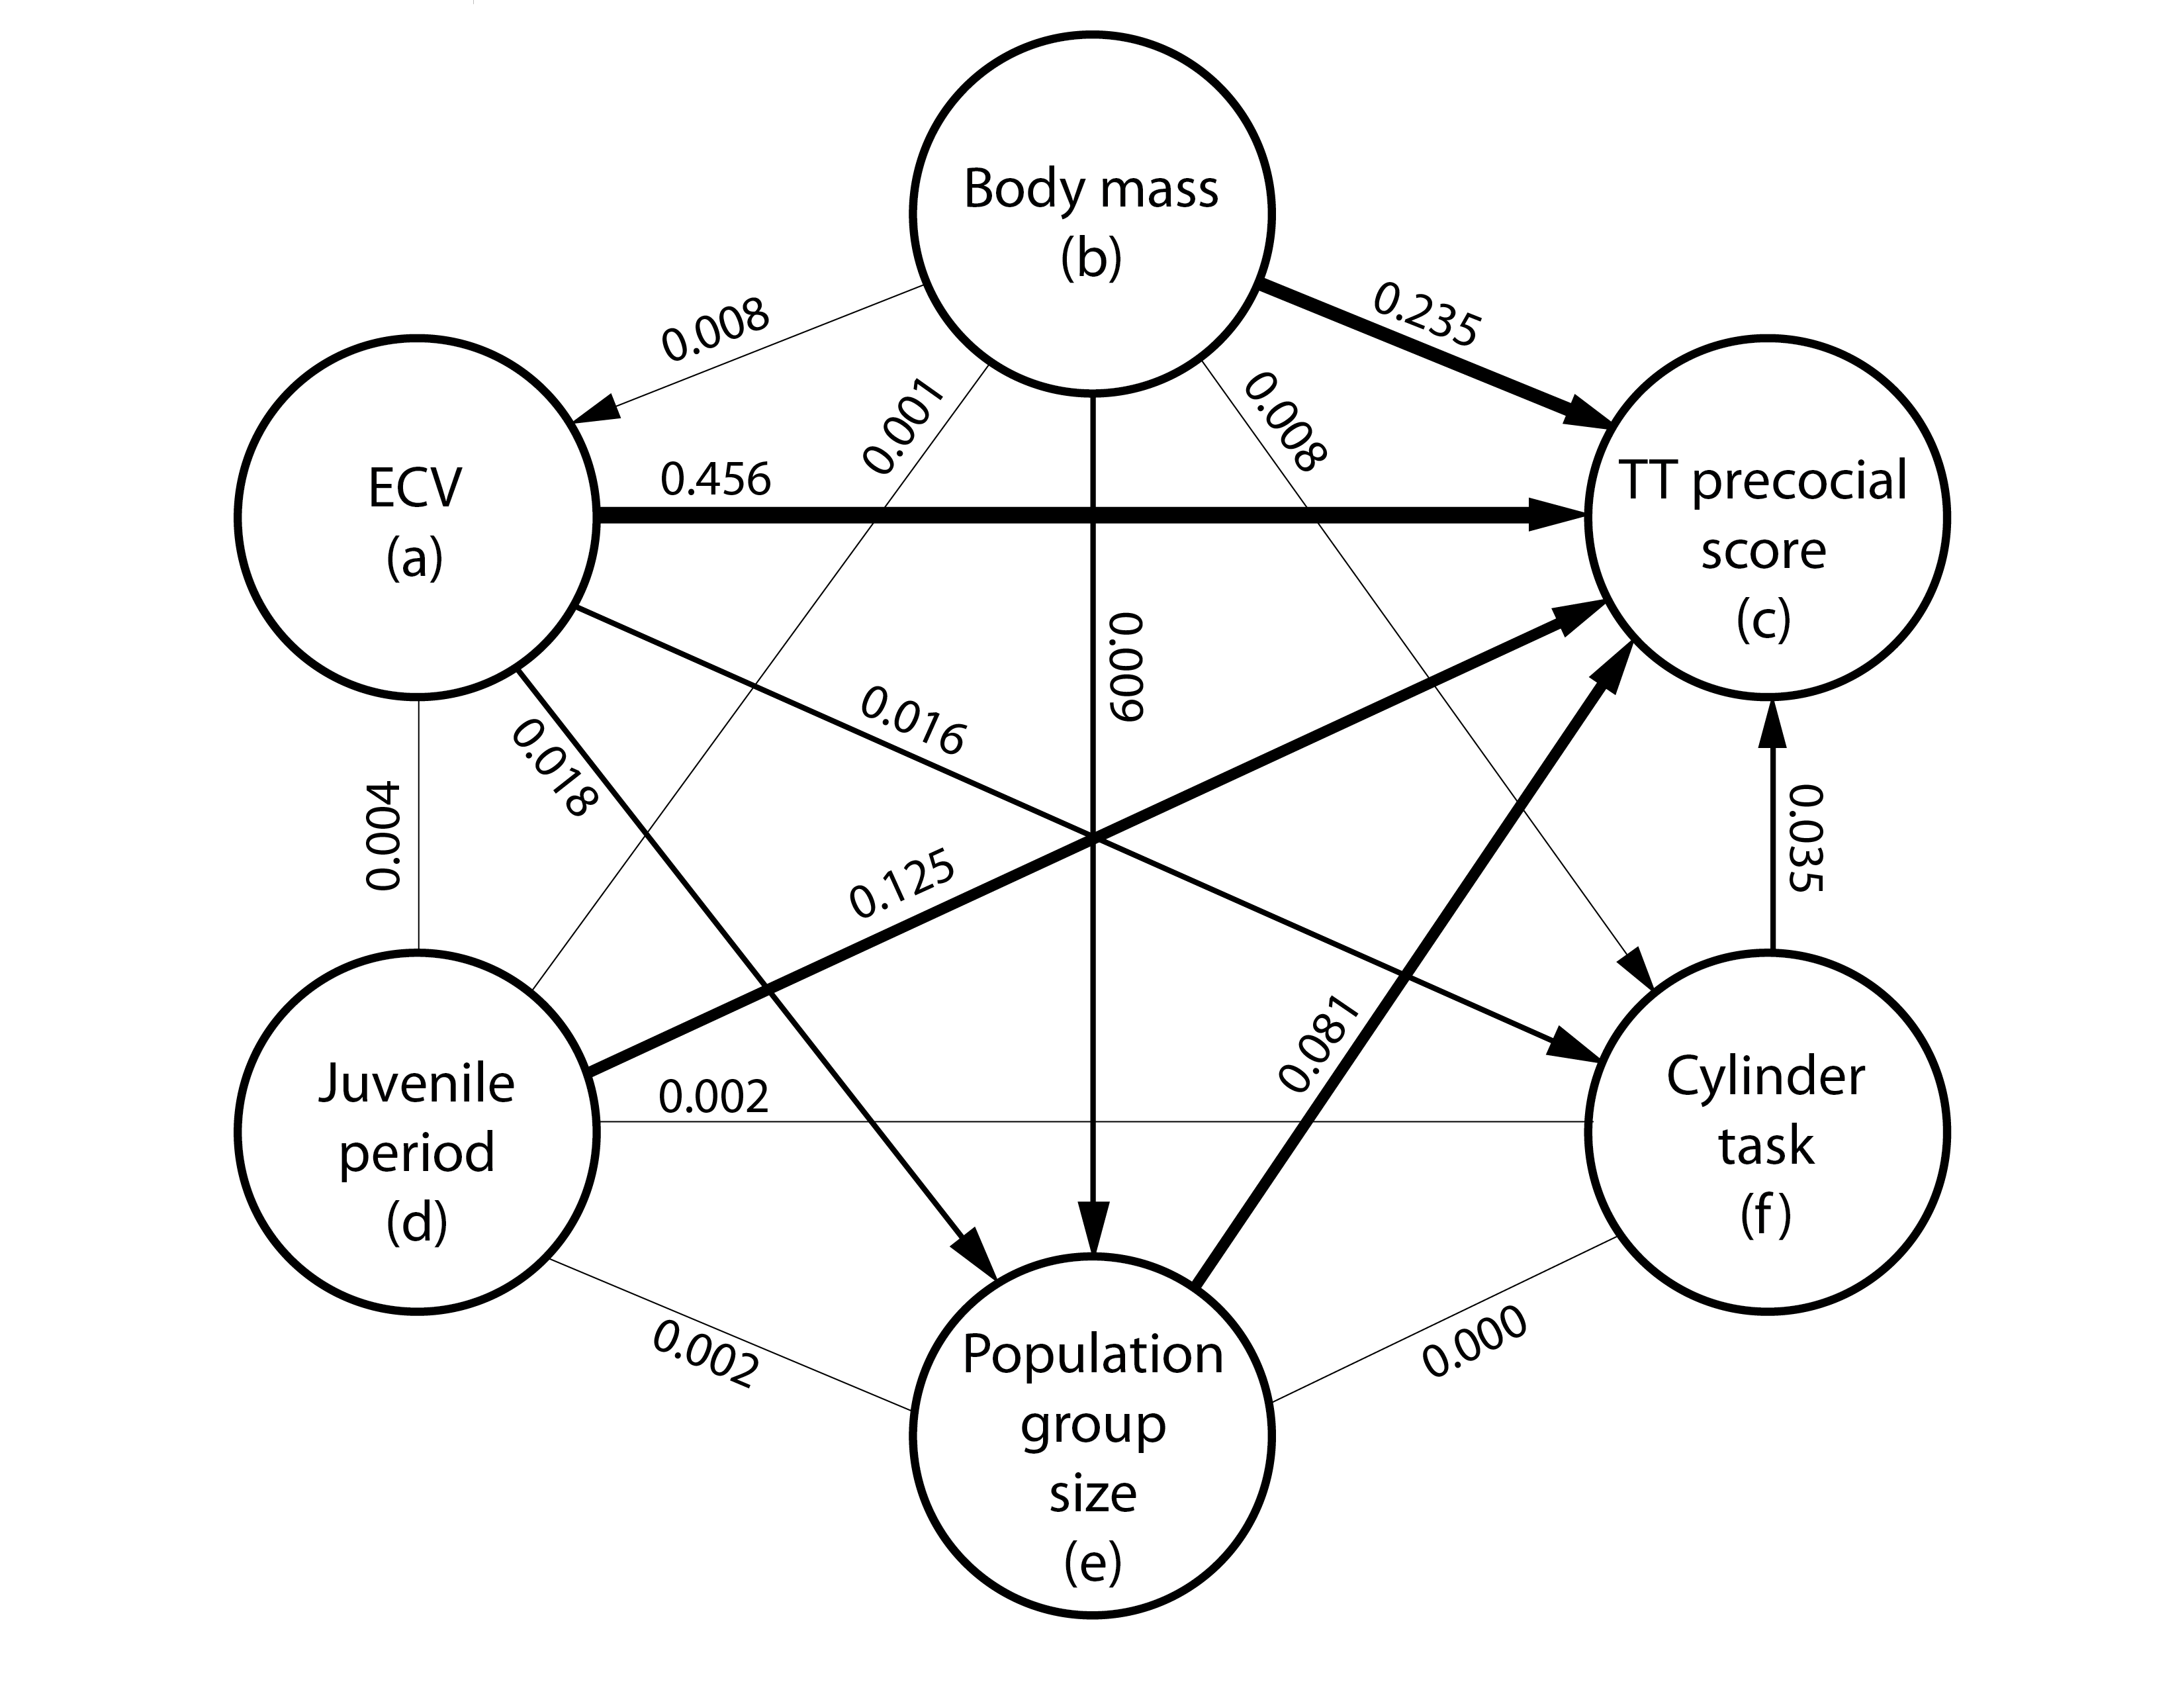 Body mass
(b)
0.008
0.235
0.001
0.008
ECV
(a)
0.456
TT precocial
score
(c)
0.009
0.016
0.018
0.004
0.035
0.125
0.081
Juvenile
period
(d)
0.002
Cylinder
task
(f)
0.002
0.000
Population
group
size
(e)